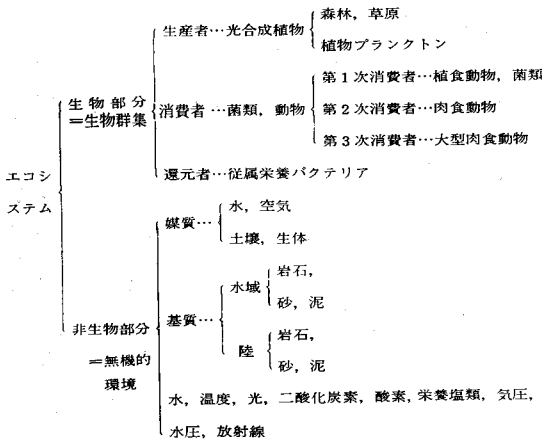 森林，草原
生産者…光合成植物
植物プランクトン
第1次消費者…植食動物，菌類
生物部分
＝生物群集
消費者…菌類，動物
第2次消費者…肉食動物
第3次消費者…大型肉食動物
エコシ
ステム
還元者…従属栄養バクテリア
水，空気
媒質…
土壌，生体
岩石，
水域
砂，泥
非生物部分
＝無機的
環境
基質…
岩石，
陸
砂，泥
水，温度，光，二酸化炭素，酸素，栄養塩類，気圧，
水圧，放射線